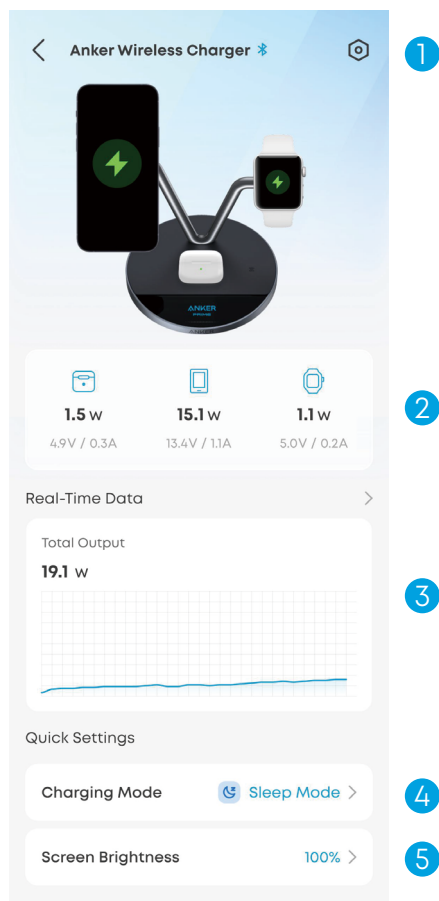 Anker Wireless Charger
1
ANKER
PRIME
1.5 W
15.1 W
1.1 W
4.9V / 0.3A
13.4V / 1.1A
5.0V / 0.2A
2
Real-Time Data
Total Output
19.1 W
3
Quick Settings
Charging Mode
Sleep Mode
4
Screen Brightness
100%
5